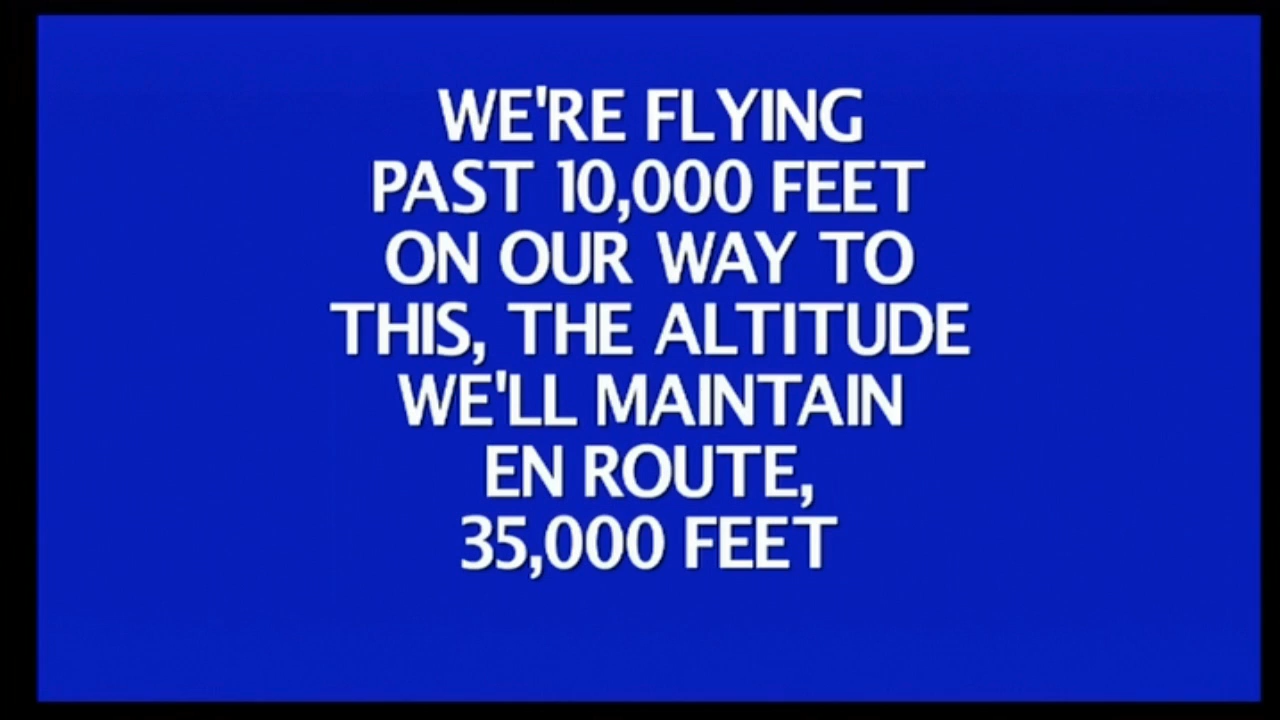 WE'RE FLYING
PAST 10,000 FEET
ON OUR WAY TO
THIS, THE ALTITUDE
WE'LL MAINTAIN
EN ROUTE,
35,000 FEET